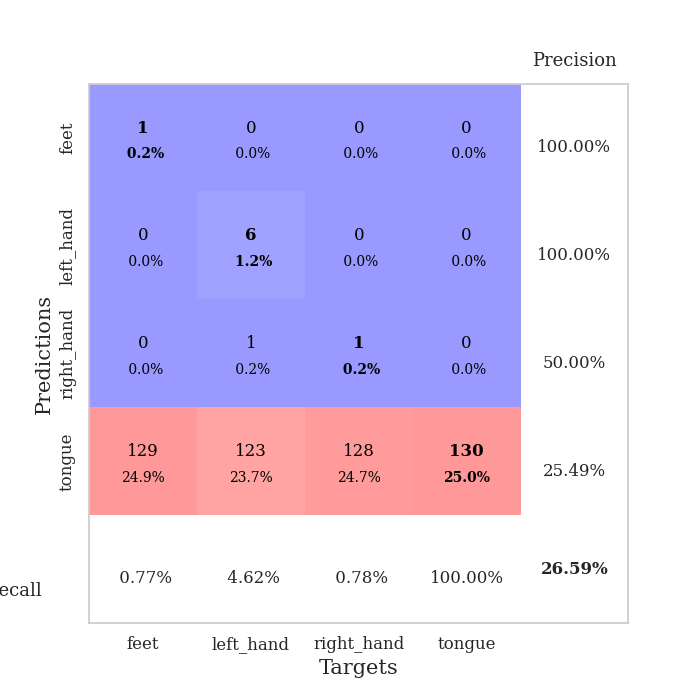 Precision
feet 1 0 0 0 100.00%
0.2% 0.0% 0.0% 0.0%
left_hand 0 6 0 0 100.00%
0.0% 1.2% 0.0% 0.0%
right_hand 0 1 1 0 50.00%
0.0% 0.2% 0.2% 0.0%
tongue 129 123 128 130 25.49%
24.9% 23.7% 24.7% 25.0%
Predictions
ecall 0.77% 4.62% 0.78% 100.00% 26.59%
feet left_hand right_hand tongue
Targets